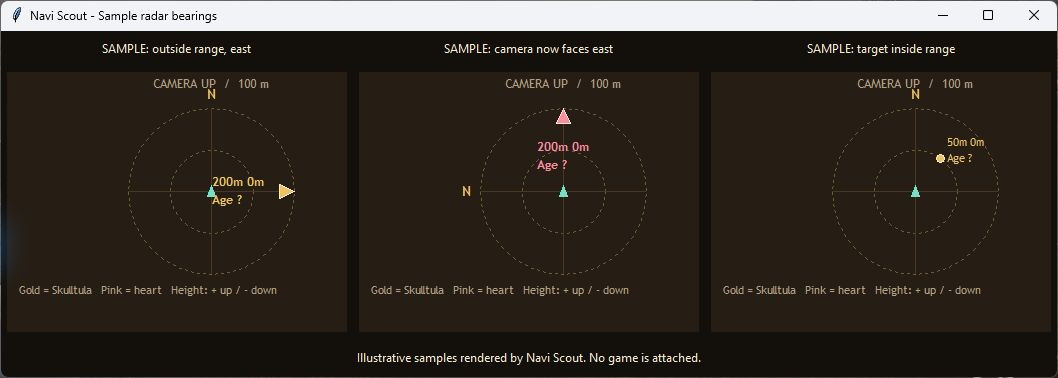 Navi Scout - Sample radar bearings
SAMPLE: outside range, east
CAMERA UP / 100 m
N
200m 0m
Age ?
Gold = Skulltula Pink = heart Height: + up / - down
SAMPLE: camera now faces east
CAMERA UP / 100 m
200m 0m
Age ?
N
Gold = Skulltula Pink = heart Height: + up / - down
SAMPLE: target inside range
CAMERA UP / 100 m
N
50m 0m
Age ?
Gold = Skulltula Pink = heart Height: + up / - down
Illustrative samples rendered by Navi Scout. No game is attached.